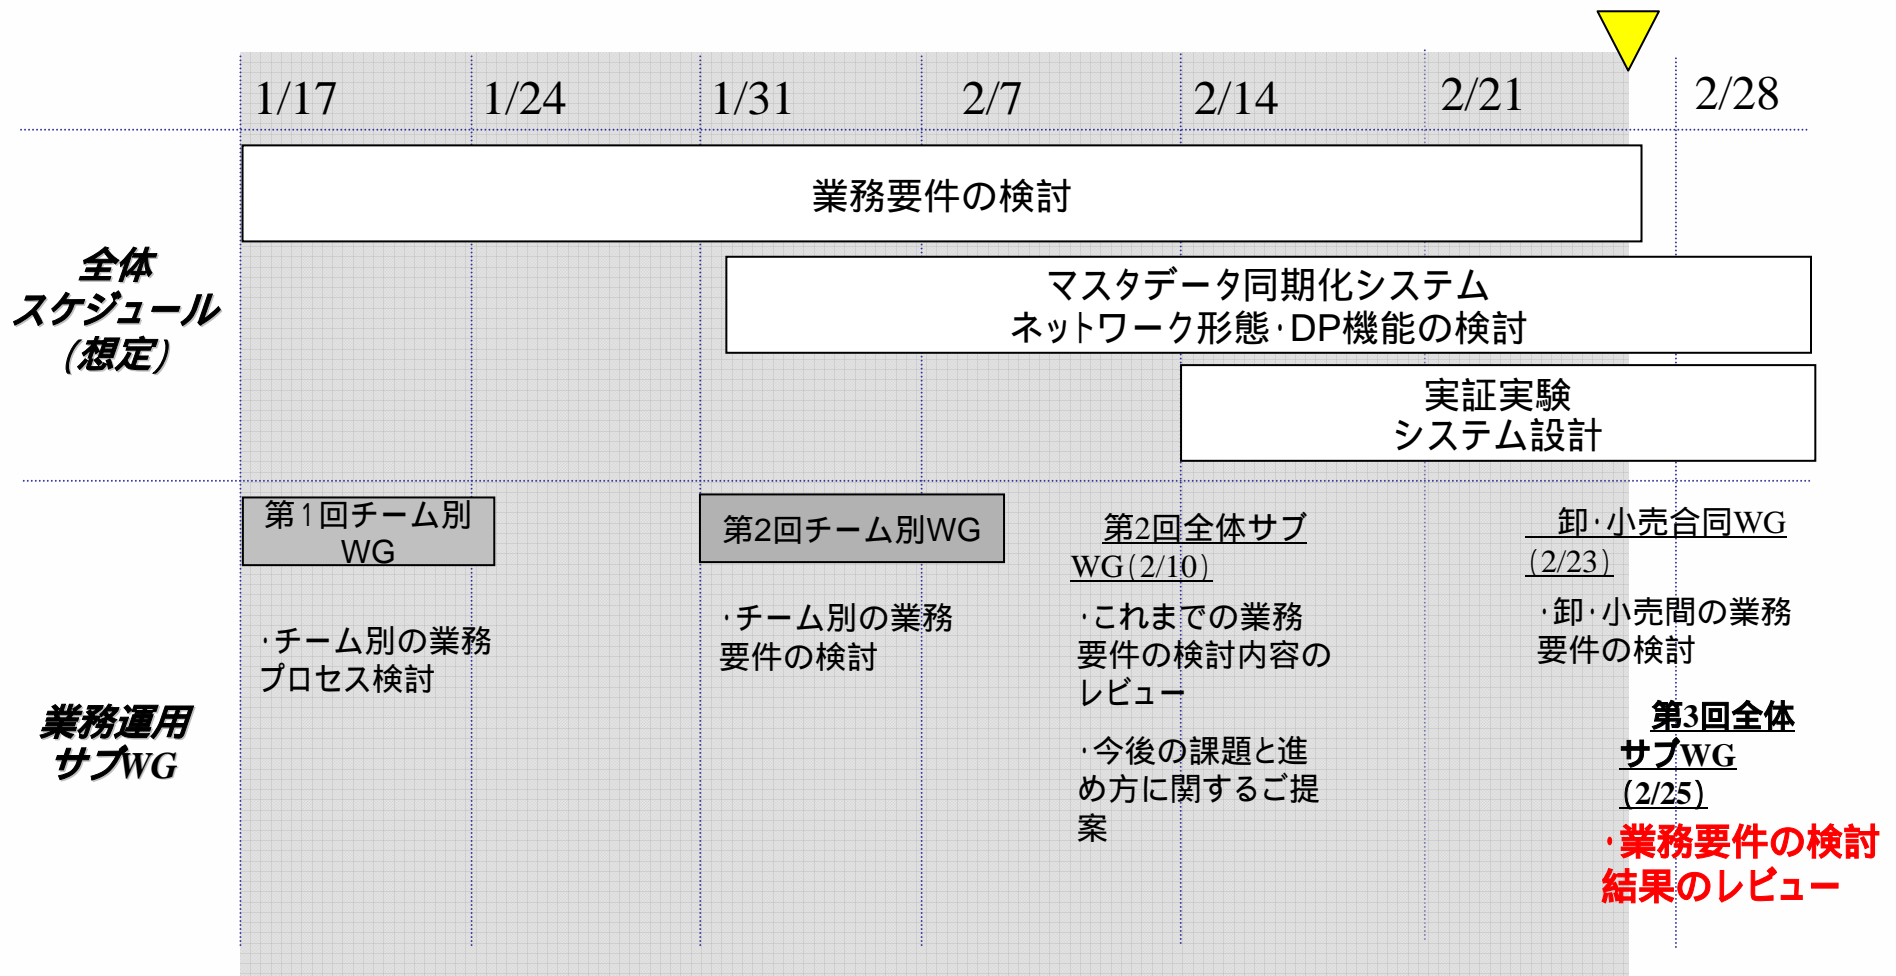 1/17
1/24
1/31
2/7
2/14
2/21
2/28
全体
スケジュール
(想定)
業務要件の検討
マスタデータ同期化システム
ネットワーク形態・DP機能の検討
実証実験
システム設計
業務運用
サブWG
第1回チーム別
WG
・チーム別の業務
プロセス検討
第2回チーム別WG
・チーム別の業務
要件の検討
第2回全体サブ
WG(2/10)
・これまでの業務
要件の検討内容の
レビュー
・今後の課題と進
め方に関するご提
案
卸・小売合同WG
(2/23)
・卸・小売間の業務
要件の検討
第3回全体
サブWG
(2/25)
・業務要件の検討
結果のレビュー